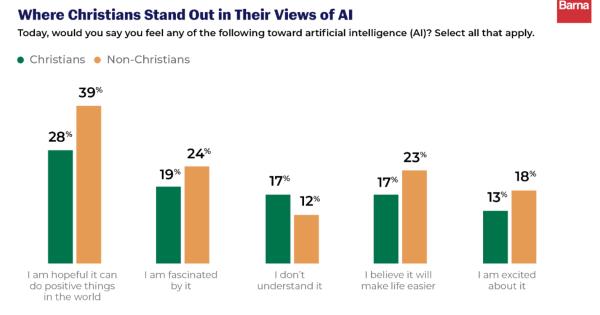 Where Christians Stand Out in Their Views of AI
Barna
Today, would you say you feel any of the following toward artificial intelligence (AI)? Select all that apply.
Christians Non-Christians
28% 39%
19% 24%
17% 12%
17% 23%
13% 18%
I am hopeful it can
do positive things
in the world
I am fascinated
by it
I don't
understand it
I believe it will
make life easier
I am excited
about it